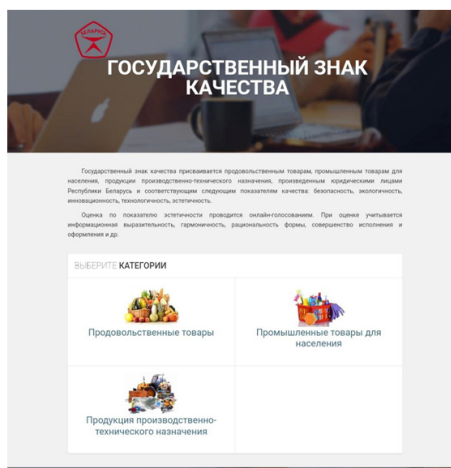 БЕЛАРУСЬ
ГОСУДАРСТВЕННЫЙ ЗНАК
КАЧЕСТВА
Государственный знак качества присваивается продовольственным товарам, промышленным товарам для
населения, продукции производственно-технического назначения, произведенным юридическими лицами
Республики Беларусь и соответствующим следующим показателям качества: безопасность, экологичность,
инновационность, технологичность, эстетичность.
Оценка по показателю эстетичности проводится онлайн-голосованием. При оценке учитывается
информационная выразительность, гармоничность, рациональность формы, совершенство исполнения и
оформления и др.
ВЫБЕРИТЕ КАТЕГОРИИ
Продовольственные товары
Промышленные товары для
населения
Продукция производственно-
технического назначения